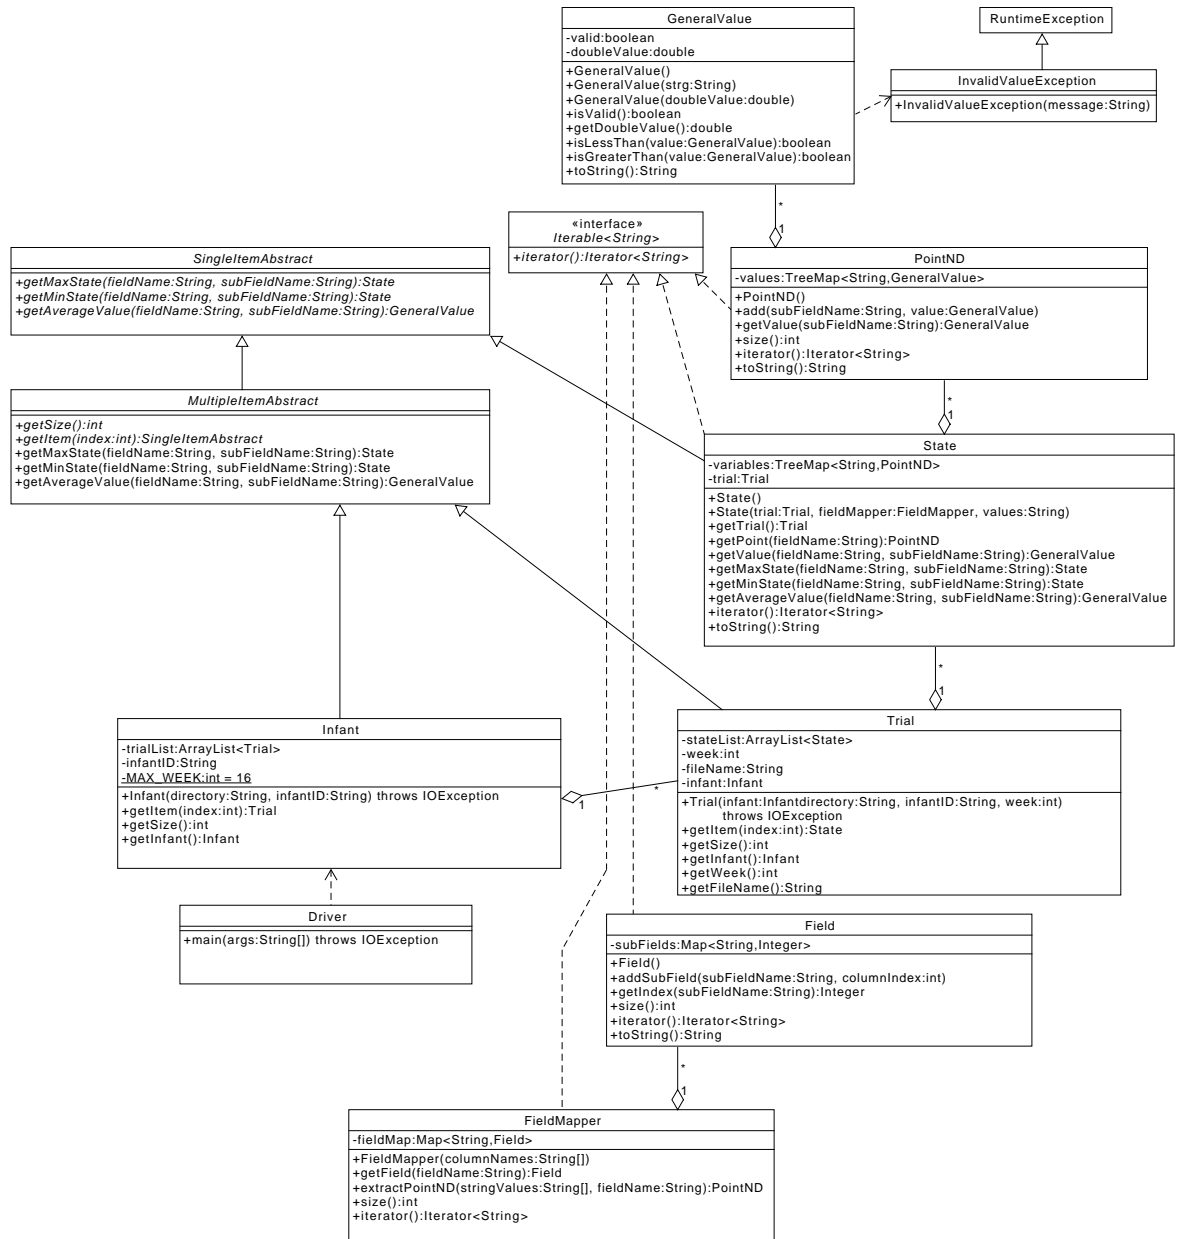 GeneralValue
-valid:boolean
-doubleValue:double
+GeneralValue()
+GeneralValue(strg:String)
+GeneralValue(doubleValue:double)
+isValid():boolean
+getDoubleValue():double
+isLessThan(value:GeneralValue):boolean
+isGreaterThan(value:GeneralValue):boolean
+toString():String
RuntimeException
InvalidValueException
+InvalidValueException(message:String)
*
1
«interface»
Iterable<String>
+iterator():Iterator<String>
SingleItemAbstract
+getMaxState(fieldName:String, subFieldName:String):State
+getMinState(fieldName:String, subFieldName:String):State
+getAverageValue(fieldName:String, subFieldName:String):GeneralValue
PointND
-values:TreeMap<String,GeneralValue>
+PointND()
+add(subFieldName:String, value:GeneralValue)
+getValue(subFieldName:String):GeneralValue
+size():int
+iterator():Iterator<String>
+toString():String
*
1
MultipleItemAbstract
+getSize():int
+getItem(index:int):SingleItemAbstract
+getMaxState(fieldName:String, subFieldName:String):State
+getMinState(fieldName:String, subFieldName:String):State
+getAverageValue(fieldName:String, subFieldName:String):GeneralValue
State
-variables:TreeMap<String,PointND>
-trial:Trial
+State()
+State(trial:Trial, fieldMapper:FieldMapper, values:String)
+getTrial():Trial
+getPoint(fieldName:String):PointND
+getValue(fieldName:String, subFieldName:String):GeneralValue
+getMaxState(fieldName:String, subFieldName:String):State
+getMinState(fieldName:String, subFieldName:String):State
+getAverageValue(fieldName:String, subFieldName:String):GeneralValue
+iterator():Iterator<String>
+toString():String
*
1
Infant
-trialList:ArrayList<Trial>
-infantID:String
-MAX_WEEK:int = 16
+Infant(directory:String, infantID:String) throws IOException
+getItem(index:int):Trial
+getSize():int
+getInfant():Infant
1
*
Trial
-stateList:ArrayList<State>
-week:int
-fileName:String
-infant:Infant
+Trial(infant:Infantdirectory:String, infantID:String, week:int)
throws IOException
+getItem(index:int):State
+getSize():int
+getInfant():Infant
+getWeek():int
+getFileName():String
Driver
+main(args:String[]) throws IOException
Field
-subFields:Map<String,Integer>
+Field()
+addSubField(subFieldName:String, columnIndex:int)
+getIndex(subFieldName:String):Integer
+size():int
+iterator():Iterator<String>
+toString():String
*
1
FieldMapper
-fieldMap:Map<String,Field>
+FieldMapper(columnNames:String[])
+getField(fieldName:String):Field
+extractPointND(stringValues:String[], fieldName:String):PointND
+size():int
+iterator():Iterator<String>